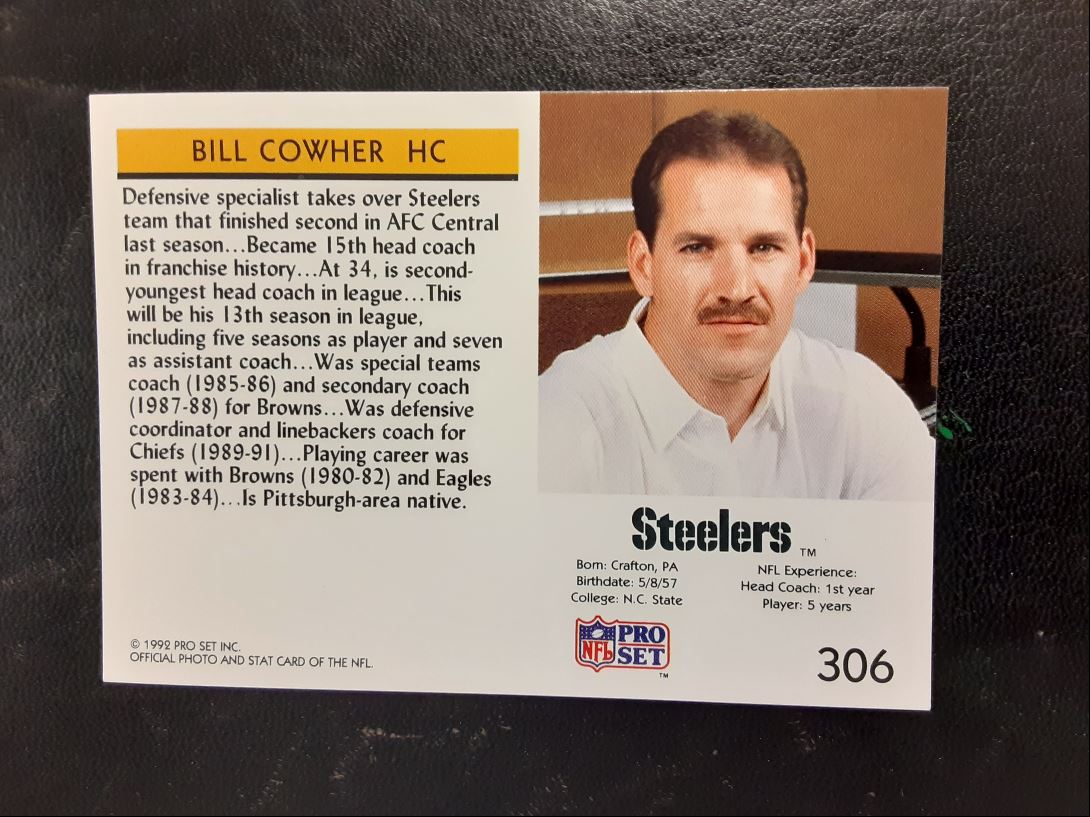 BILL COWHER HC
Defensive specialist takes over Steelers
team that finished second in AFC Central
last season...Became 15th head coach
in franchise history...At 34, is second-
youngest head coach in league...This
will be his 13th season in league,
including five seasons as player and seven
as assistant coach...Was special teams
coach (1985-86) and secondary coach
(1987-88) for Browns...Was defensive
coordinator and linebackers coach for
Chiefs (1989-91)...Playing career was
spent with Browns (1980-82) and Eagles
(1983-84)...Is Pittsburgh-area native.
© 1992 PRO SET INC.
OFFICIAL PHOTO AND STAT CARD OF THE NFL.
Steelers TM
Born: Crafton, PA
Birthdate: 5/8/57
College: N.C. State
NFL Experience:
Head Coach: 1st year
Player: 5 years
NFL PRO SET TM
306